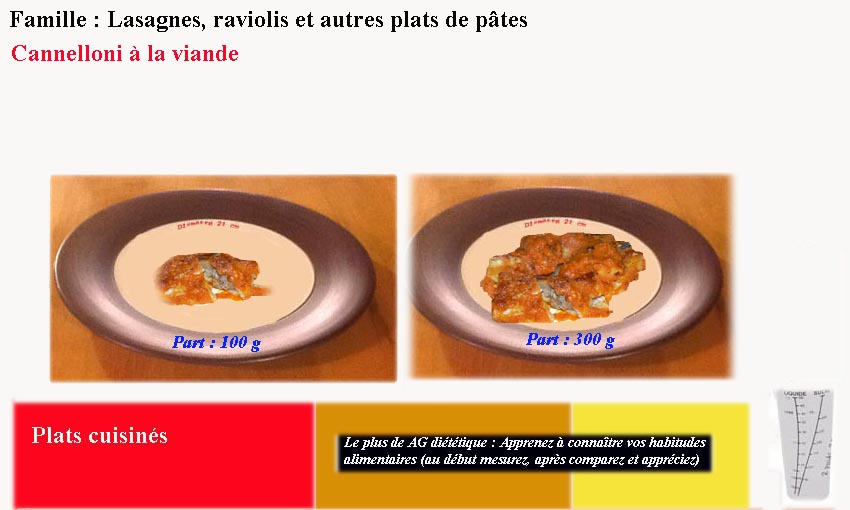 Famille : Lasagnes, raviolis et autres plats de pâtes
Cannelloni à la viande
Diamètre 21 cm
Diamètre 21 cm
Part : 100 g
Part : 300 g
Plats cuisinés
Le plus de AG diététique : Apprenez à connaître vos habitudes
alimentaires (au début mesurez, après comparez et appréciez)
LIQUIDE